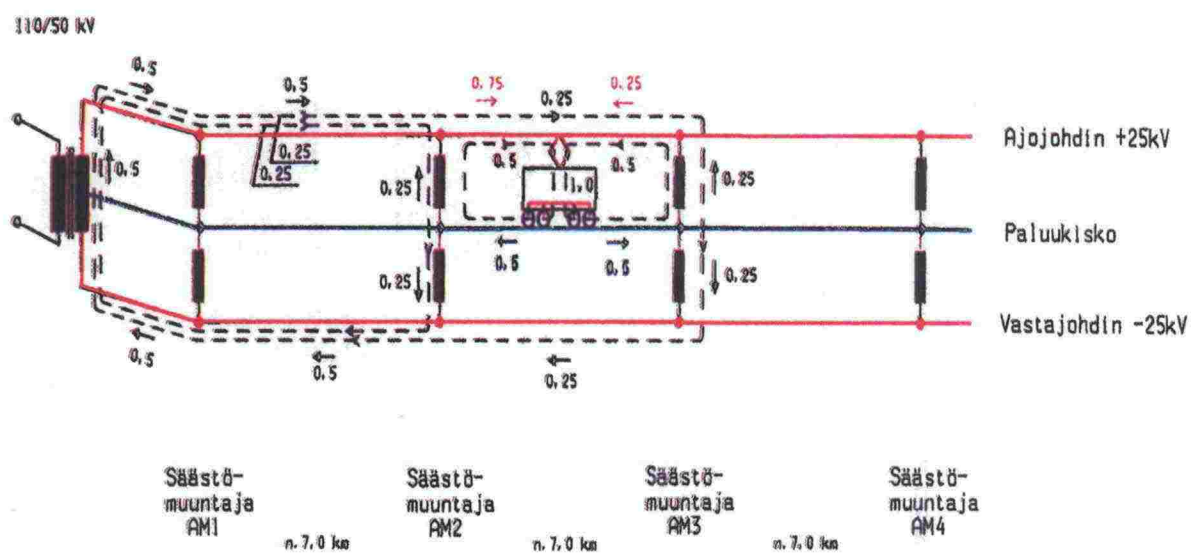 110/50 kV
0,5
0,5
0,75
0,25
0,25
0,5
0,25
0,25
0,25
0,5
1,0
0,5
0,25
Ajojohdin +25kV
0,5
0,5
Paluukisko
0,25
0,25
0,5
0,5
0,25
Vastajohdin -25kV
Säästö-
muuntaja
AM1
Säästö-
muuntaja
AM2
Säästö-
muuntaja
AM3
Säästö-
muuntaja
AM4
n. 7,0 km
n. 7,0 km
n. 7,0 km